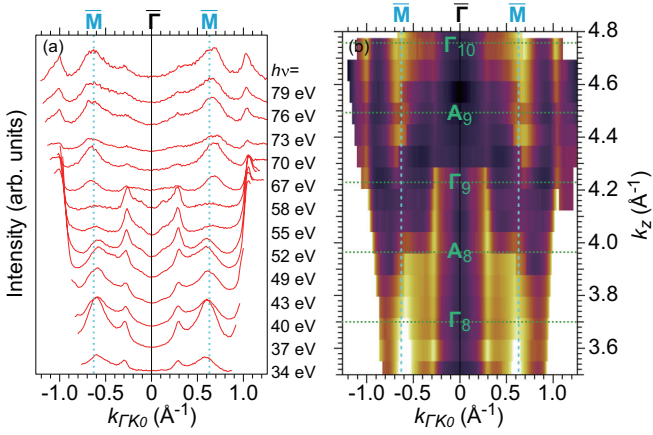 M̅ Γ̅ M̅
(a)
hν=
79 eV
76 eV
73 eV
70 eV
67 eV
58 eV
55 eV
52 eV
49 eV
43 eV
40 eV
37 eV
34 eV
Intensity (arb. units)
-1.0 -0.5 0 0.5 1.0
kΓK0 (Å-1)
M̅ Γ̅ M̅
(b)
Γ10
A9
Γ9
A8
Γ8
4.8
4.6
4.4
4.2
4.0
3.8
3.6
kz (Å-1)
-1.0 -0.5 0 0.5 1.0
kΓK0 (Å-1)